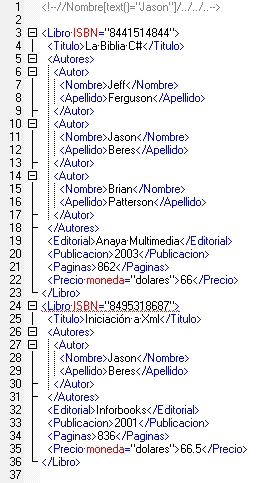 1 <!--//Nombre[text()="Jason"]/../../..-->
2
3 <Libro ISBN="8441514844">
4 <Titulo>La Biblia C#</Titulo>
5 <Autores>
6 <Autor>
7 <Nombre>Jeff</Nombre>
8 <Apellido>Ferguson</Apellido>
9 </Autor>
10 <Autor>
11 <Nombre>Jason</Nombre>
12 <Apellido>Beres</Apellido>
13 </Autor>
14 <Autor>
15 <Nombre>Brian</Nombre>
16 <Apellido>Patterson</Apellido>
17 </Autor>
18 </Autores>
19 <Editorial>Anaya Multimedia</Editorial>
20 <Publicacion>2003</Publicacion>
21 <Paginas>862</Paginas>
22 <Precio moneda="dolares">66</Precio>
23 </Libro>
24 <Libro ISBN="8495318687">
25 <Titulo>Iniciación a Xml</Titulo>
26 <Autores>
27 <Autor>
28 <Nombre>Jason</Nombre>
29 <Apellido>Beres</Apellido>
30 </Autor>
31 </Autores>
32 <Editorial>Inforbooks</Editorial>
33 <Publicacion>2001</Publicacion>
34 <Paginas>836</Paginas>
35 <Precio moneda="dolares">66.5</Precio>
36 </Libro>
37